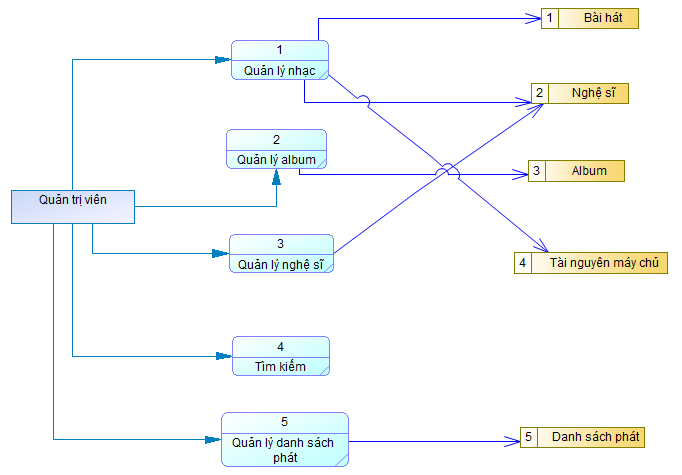 1 Bài hát
1
Quản lý nhạc
2 Nghệ sĩ
2
Quản lý album
3 Album
Quản trị viên
3
Quản lý nghệ sĩ
4 Tài nguyên máy chủ
4
Tìm kiếm
5
Quản lý danh sách
phát
5 Danh sách phát